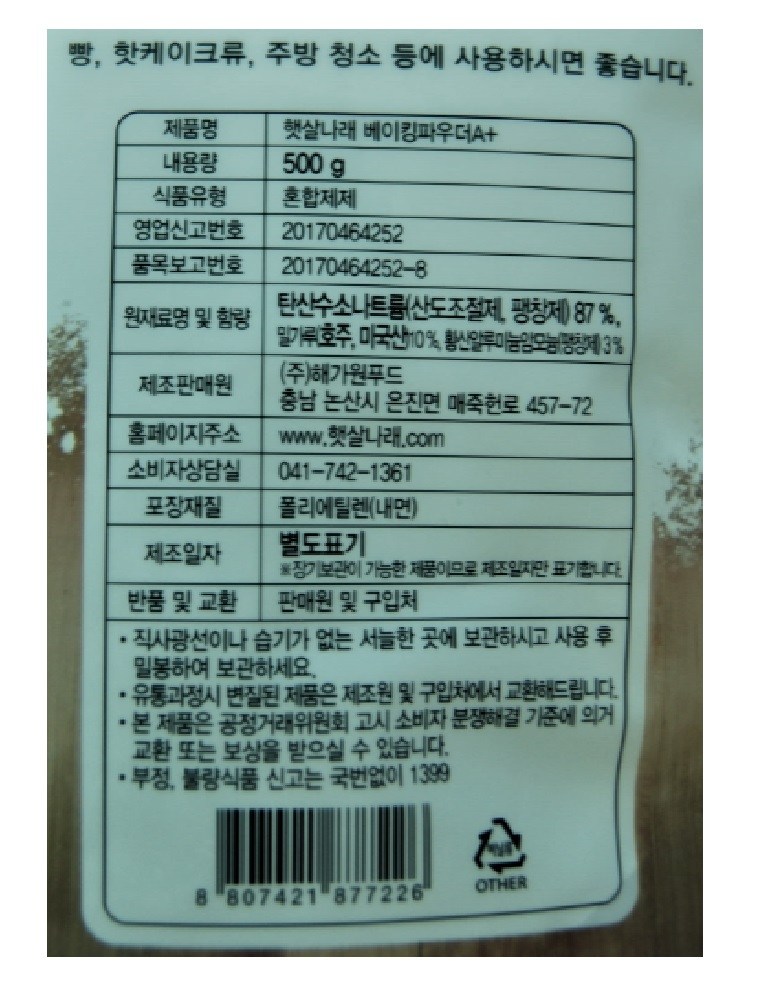 빵, 핫케이크류, 주방 청소 등에 사용하시면 좋습니다.
제품명 햇살나래 베이킹파우더A+
내용량 500 g
식품유형 혼합제제
영업신고번호 20170464252
품목보고번호 20170464252-8
원재료명 및 함량 탄산수소나트륨(산도조절제, 팽창제) 87 %,
밀가루(호주, 미국산)10 %, 황산알루미늄암모늄(팽창제) 3 %
제조판매원 (주)해가원푸드
충남 논산시 은진면 매죽헌로 457-72
홈페이지주소 www.햇살나래.com
소비자상담실 041-742-1361
포장재질 폴리에틸렌(내면)
제조일자 별도표기
※장기보관이 가능한 제품이므로 제조일자만 표기합니다.
반품 및 교환 판매원 및 구입처
• 직사광선이나 습기가 없는 서늘한 곳에 보관하시고 사용 후
밀봉하여 보관하세요.
• 유통과정시 변질된 제품은 제조원 및 구입처에서 교환해드립니다.
• 본 제품은 공정거래위원회 고시 소비자 분쟁해결 기준에 의거
교환 또는 보상을 받으실 수 있습니다.
• 부정, 불량식품 신고는 국번없이 1399
8 807421 877226
OTHER